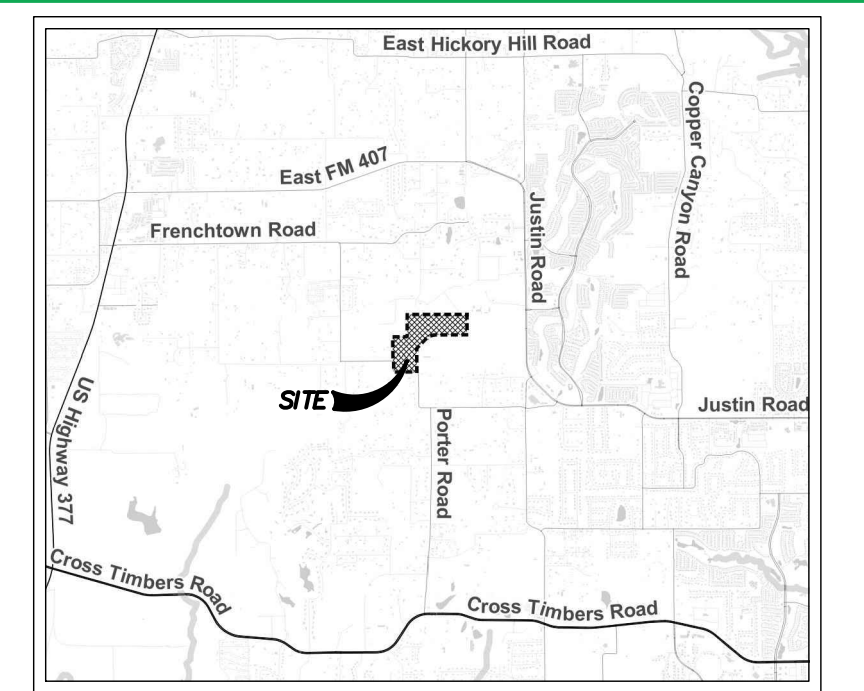 East Hickory Hill Road
Copper Canyon Road
East FM 407
Justin Road
Frenchtown Road
SITE
US Highway 377
Justin Road
Porter Road
Cross Timbers Road
Cross Timbers Road